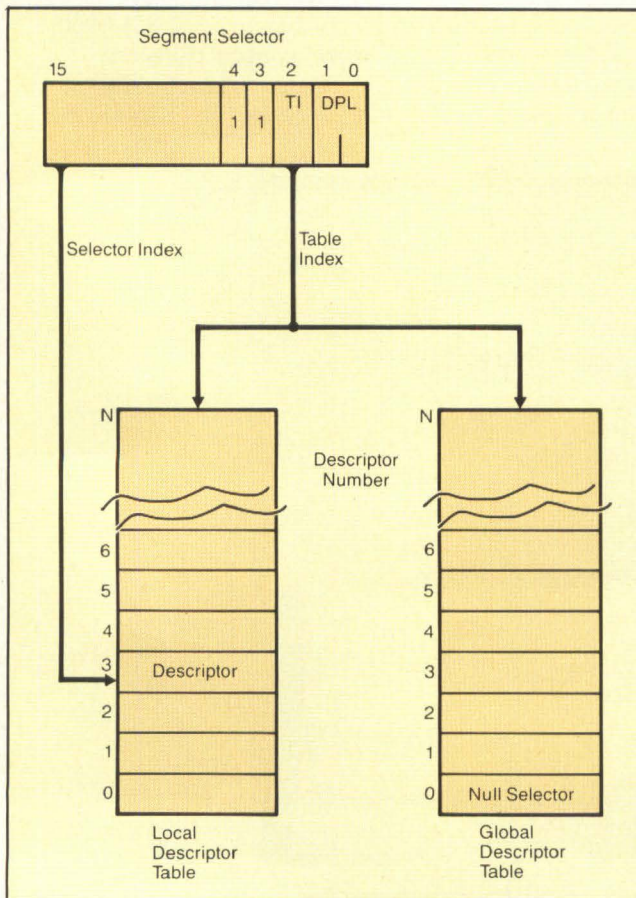 Segment Selector
15 4 3 2 1 0
1 1 TI DPL
Selector Index
Table
Index
N
N
Descriptor
Number
6
5
4
3 Descriptor
2
1
0
6
5
4
3
2
1
0 Null Selector
Local
Descriptor
Table
Global
Descriptor
Table